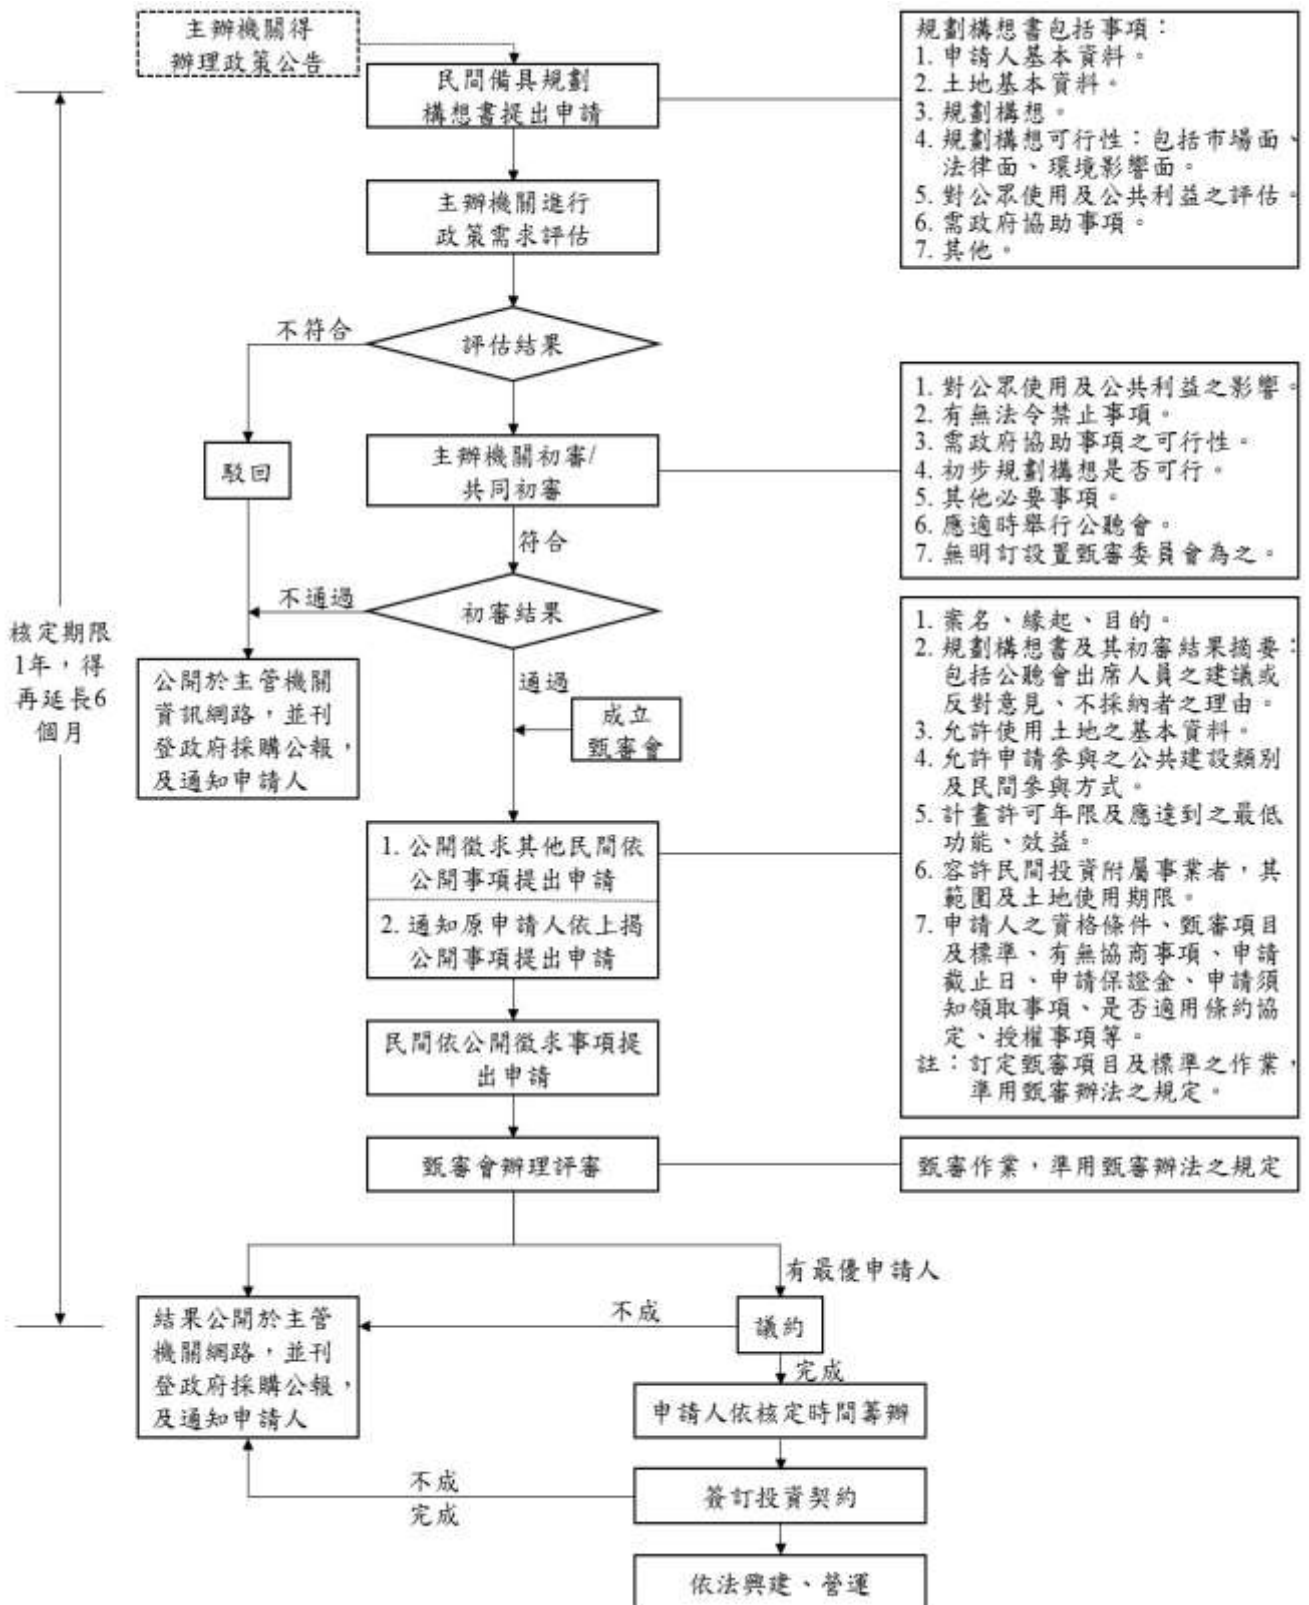 主辦機關得
辦理政策公告
民間備具規劃
構想書提出申請
規劃構想書包括事項：
1. 申請人基本資料。
2. 土地基本資料。
3. 規劃構想。
4. 規劃構想可行性：包括市場面、
法律面、環境影響面。
5. 對公眾使用及公共利益之評估。
6. 需政府協助事項。
7. 其他。
主辦機關進行
政策需求評估
不符合
評估結果
駁回
主辦機關初審/
共同初審
1. 對公眾使用及公共利益之影響。
2. 有無法令禁止事項。
3. 需政府協助事項之可行性。
4. 初步規劃構想是否可行。
5. 其他必要事項。
6. 應適時舉行公聽會。
7. 無明訂設置甄審委員會為之。
符合
不通過
初審結果
核定期限
1年，得
再延長6
個月
公開於主管機關
資訊網路，並刊
登政府採購公報，
及通知申請人
通過
成立
甄審會
1. 公開徵求其他民間依
公開事項提出申請
2. 通知原申請人依上揭
公開事項提出申請
1. 案名、緣起、目的。
2. 規劃構想書及其初審結果摘要：
包括公聽會出席人員之建議或
反對意見、不採納者之理由。
3. 允許使用土地之基本資料。
4. 允許申請參與之公共建設類別
及民間參與方式。
5. 計畫許可年限及應達到之最低
功能、效益。
6. 容許民間投資附屬事業者，其
範圍及土地使用期限。
7. 申請人之資格條件、甄審項目
及標準、有無協商事項、申請
截止日、申請保證金、申請須
知領取事項、是否適用條約協
定、授權事項等。
註：訂定甄審項目及標準之作業，
準用甄審辦法之規定。
民間依公開徵求事項提
出申請
甄審會辦理評審
甄審作業，準用甄審辦法之規定
有最優申請人
結果公開於主管
機關網路，並刊
登政府採購公報，
及通知申請人
不成
議約
完成
申請人依核定時間籌辦
不成
完成
簽訂投資契約
依法興建、營運